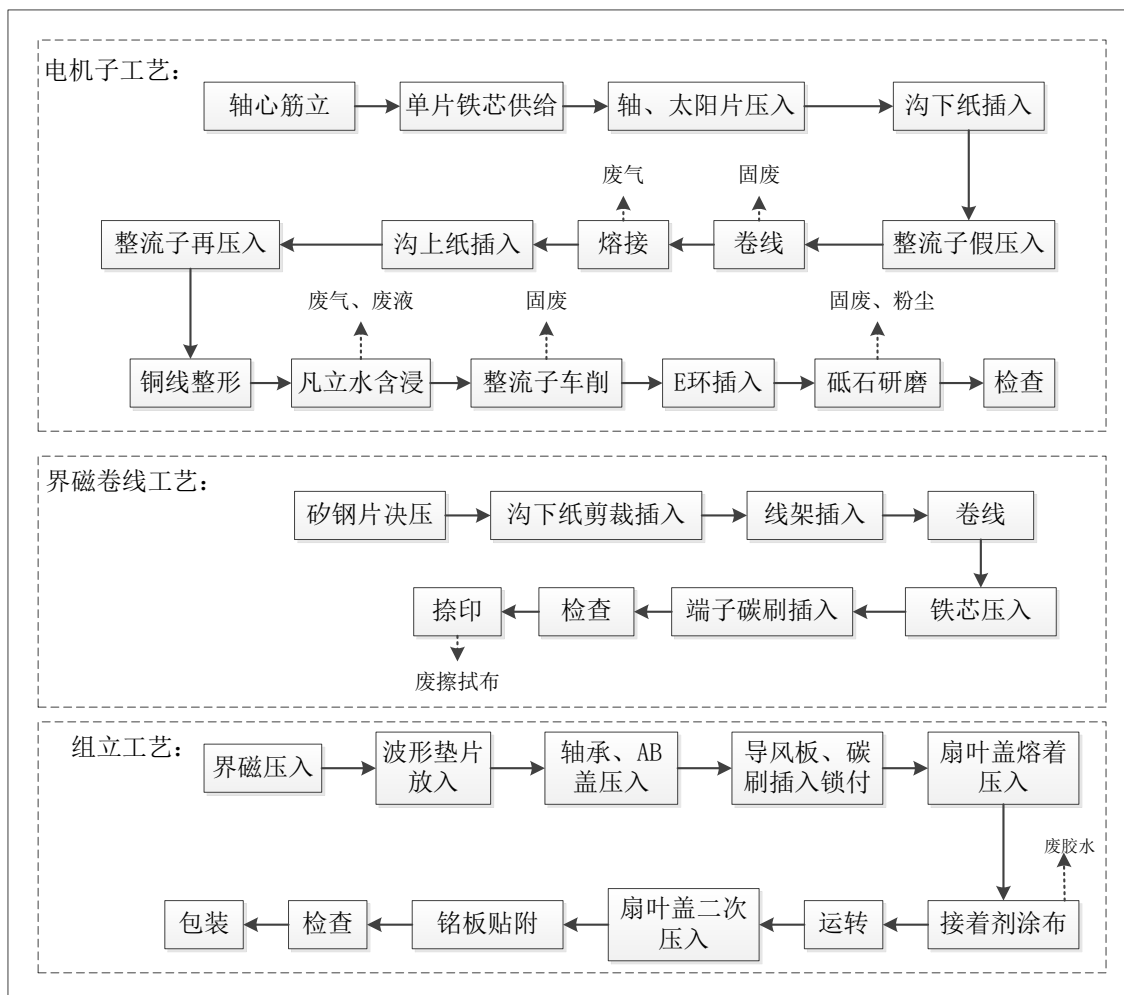 电机子工艺：
轴心筋立
单片铁芯供给
轴、太阳片压入
沟下纸插入
废气
固废
整流子再压入
沟上纸插入
熔接
卷线
整流子假压入
废气、废液
固废
固废、粉尘
铜线整形
凡立水含浸
整流子车削
E环插入
砥石研磨
检查
界磁卷线工艺：
矽钢片决压
沟下纸剪裁插入
线架插入
卷线
捺印
检查
端子碳刷插入
铁芯压入
废擦拭布
组立工艺：
界磁压入
波形垫片
放入
轴承、AB
盖压入
导风板、碳
刷插入锁付
扇叶盖熔着
压入
废胶水
包装
检查
铭板贴附
扇叶盖二次
压入
运转
接着剂涂布